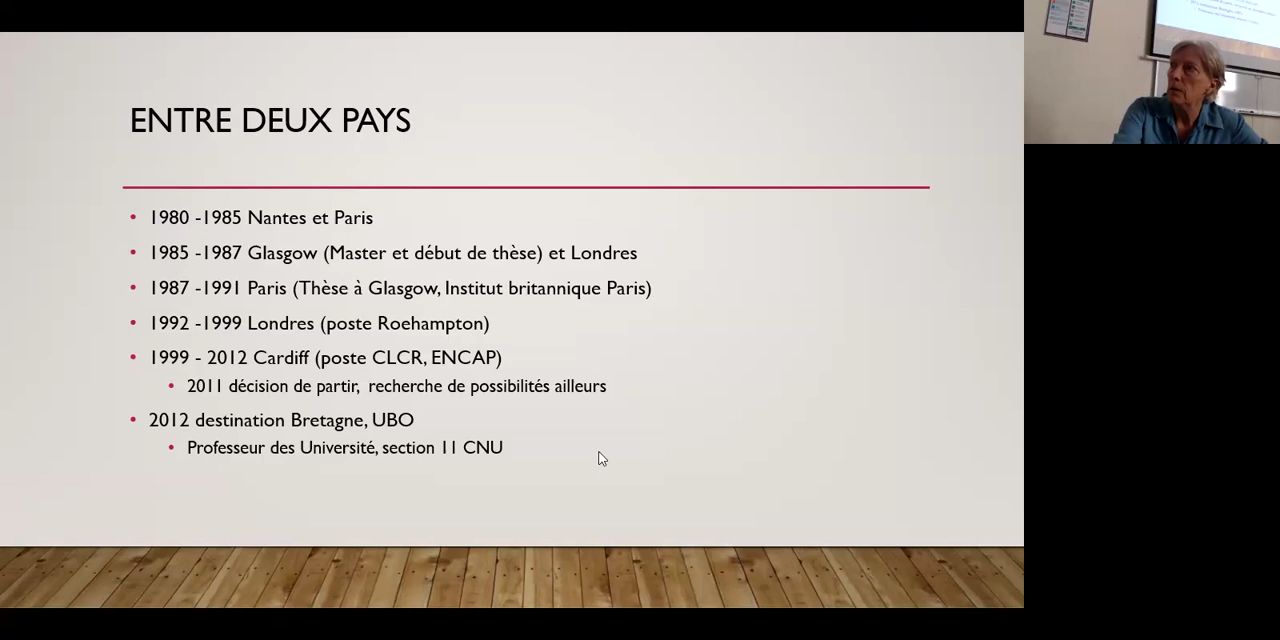 ENTRE DEUX PAYS
• 1980 -1985 Nantes et Paris
• 1985 -1987 Glasgow (Master et début de thèse) et Londres
• 1987 -1991 Paris (Thèse à Glasgow, Institut britannique Paris)
• 1992 -1999 Londres (poste Roehampton)
• 1999 - 2012 Cardiff (poste CLCR, ENCAP)
• 2011 décision de partir, recherche de possibilités ailleurs
• 2012 destination Bretagne, UBO
• Professeur des Université, section 11 CNU